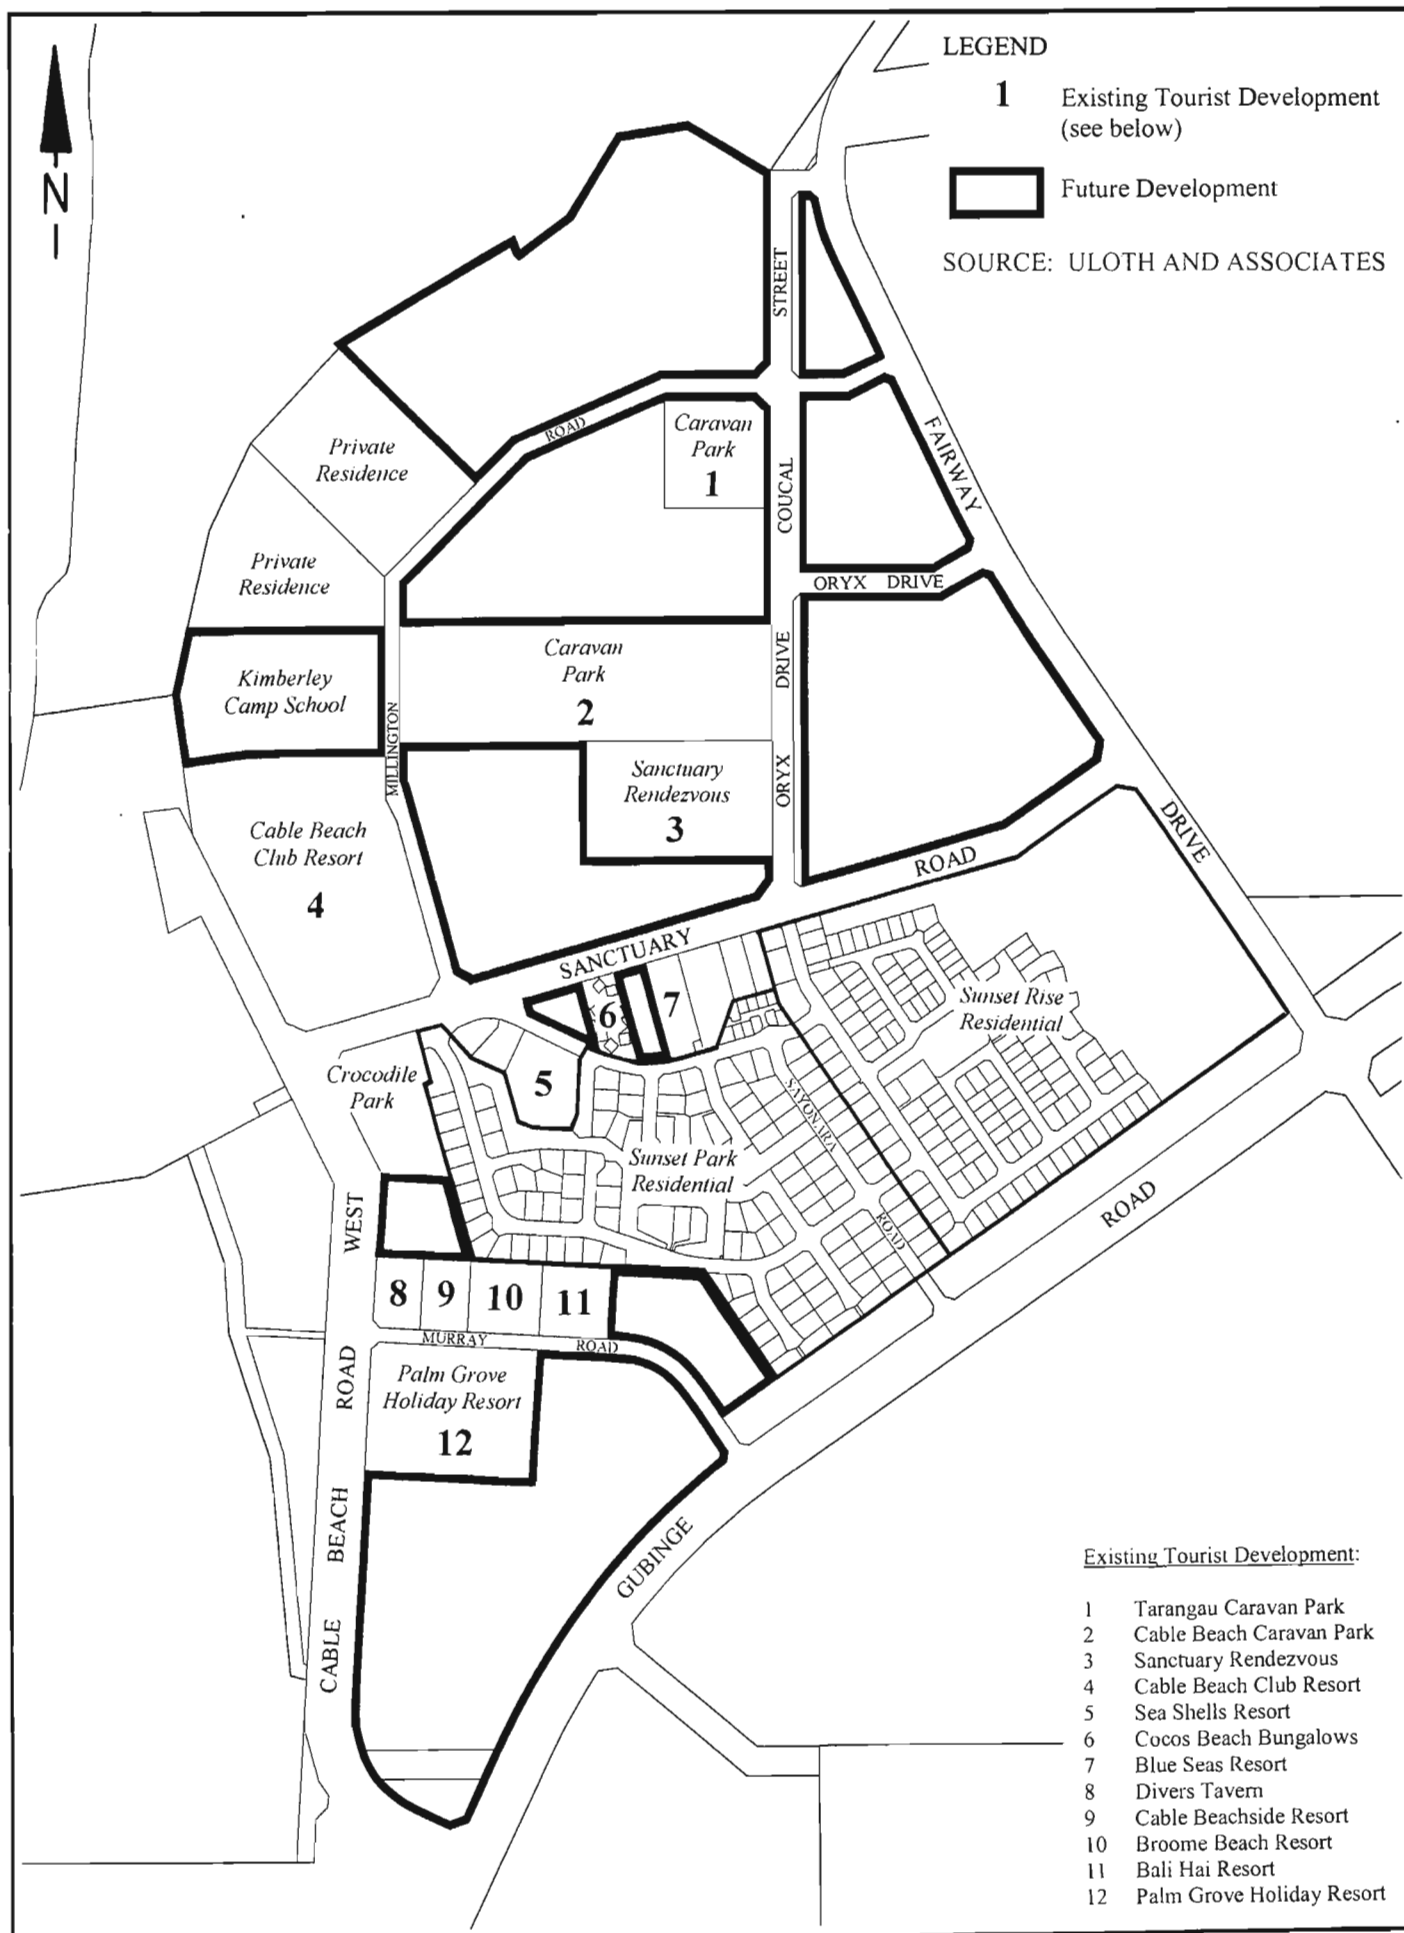 LEGEND
1 Existing Tourist Development
(see below)
Future Development
SOURCE: ULOTH AND ASSOCIATES
N
STREET
Caravan
Park
1
ROAD
Private
Residence
COUCAL
FAIRWAY
Private
Residence
ORYX DRIVE
Caravan
Park
2
DRIVE
Kimberley
Camp School
MILLINGTON
Sanctuary
Rendezvous
3
ORYX
DRIVE
Cable Beach
Club Resort
4
ROAD
SANCTUARY
6
7
Sunset Rise
Residential
Crocodile
Park
5
SAYONARA
Sunset Park
Residential
ROAD
ROAD
WEST
8
9
10
11
MURRAY ROAD
ROAD
Palm Grove
Holiday Resort
12
BEACH
GUBINGE
CABLE
Existing Tourist Development:
1 Tarangau Caravan Park
2 Cable Beach Caravan Park
3 Sanctuary Rendezvous
4 Cable Beach Club Resort
5 Sea Shells Resort
6 Cocos Beach Bungalows
7 Blue Seas Resort
8 Divers Tavern
9 Cable Beachside Resort
10 Broome Beach Resort
11 Bali Hai Resort
12 Palm Grove Holiday Resort